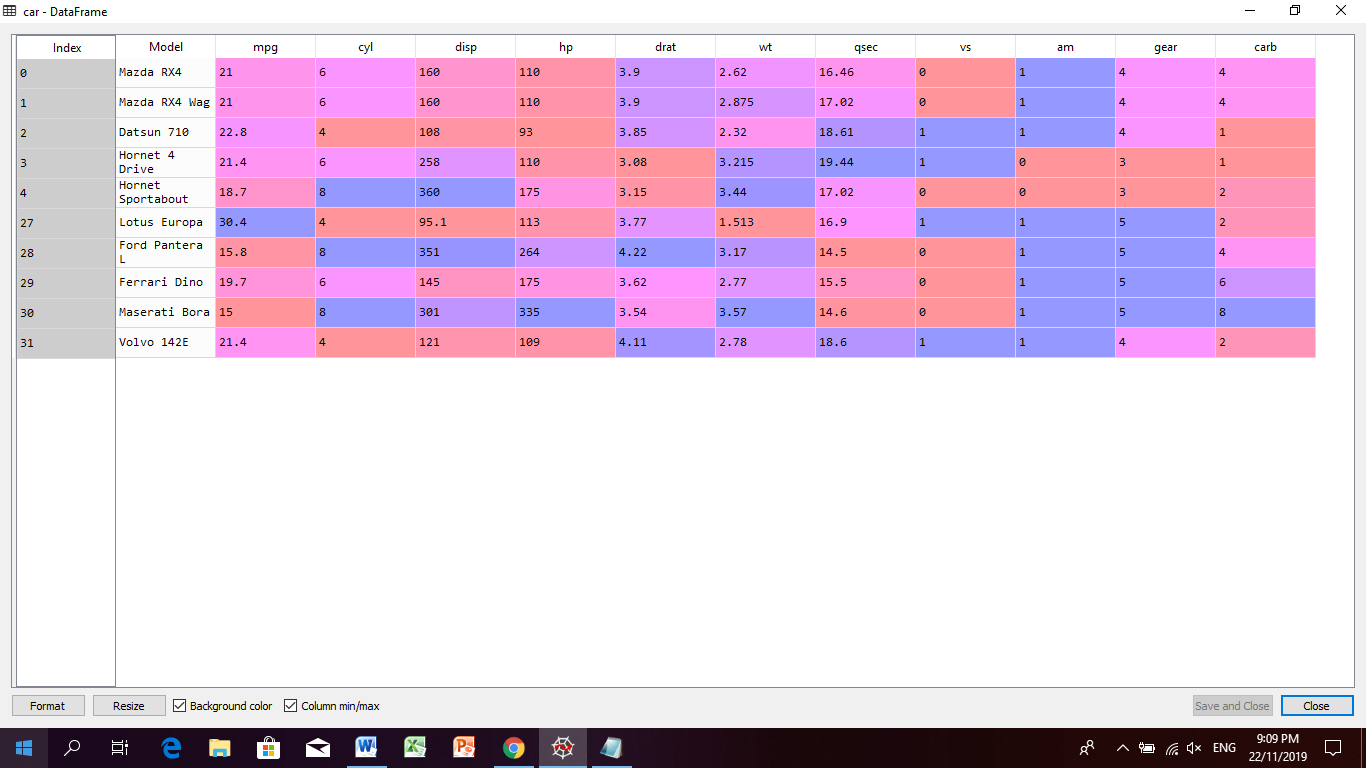 car - DataFrame
Index Model mpg cyl disp hp drat wt qsec vs am gear carb
0 Mazda RX4 21 6 160 110 3.9 2.62 16.46 0 1 4 4
1 Mazda RX4 Wag 21 6 160 110 3.9 2.875 17.02 0 1 4 4
2 Datsun 710 22.8 4 108 93 3.85 2.32 18.61 1 1 4 1
3 Hornet 4 Drive 21.4 6 258 110 3.08 3.215 19.44 1 0 3 1
4 Hornet Sportabout 18.7 8 360 175 3.15 3.44 17.02 0 0 3 2
27 Lotus Europa 30.4 4 95.1 113 3.77 1.513 16.9 1 1 5 2
28 Ford Pantera L 15.8 8 351 264 4.22 3.17 14.5 0 1 5 4
29 Ferrari Dino 19.7 6 145 175 3.62 2.77 15.5 0 1 5 6
30 Maserati Bora 15 8 301 335 3.54 3.57 14.6 0 1 5 8
31 Volvo 142E 21.4 4 121 109 4.11 2.78 18.6 1 1 4 2
Format Resize Background color Column min/max Save and Close Close
ENG 9:09 PM
22/11/2019